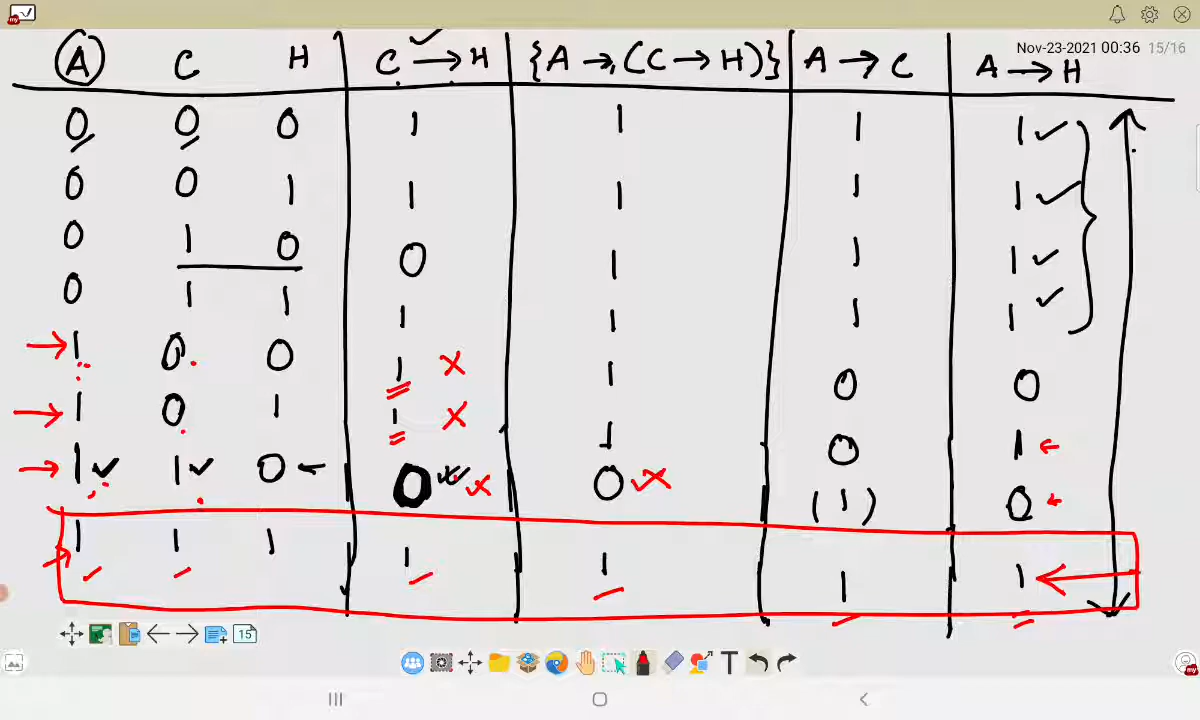 Nov-23-2021 00:36 15/16
A C H C → H {A → (C → H)} A → C A → H
0 0 0 1 1 1 1
0 0 1 1 1 1 1
0 1 0 0 1 1 1
0 1 1 1 1 1 1
1 0 0 1 1 0 0
1 0 1 1 1 0 1
1 1 0 0 0 (1) 0
1 1 1 1 1 1 1
15